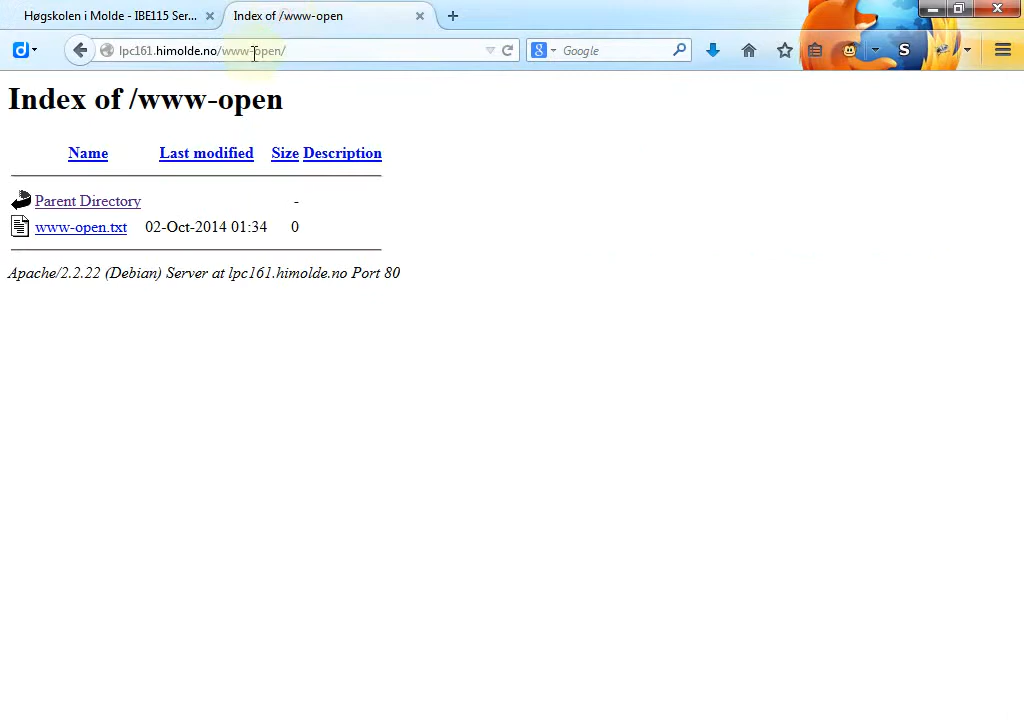 Høgskolen i Molde - IBE115 Ser...
Index of /www-open
lpc161.himolde.no/www-open/
Google
Index of /www-open
Name Last modified Size Description
Parent Directory -
www-open.txt 02-Oct-2014 01:34 0
Apache/2.2.22 (Debian) Server at lpc161.himolde.no Port 80